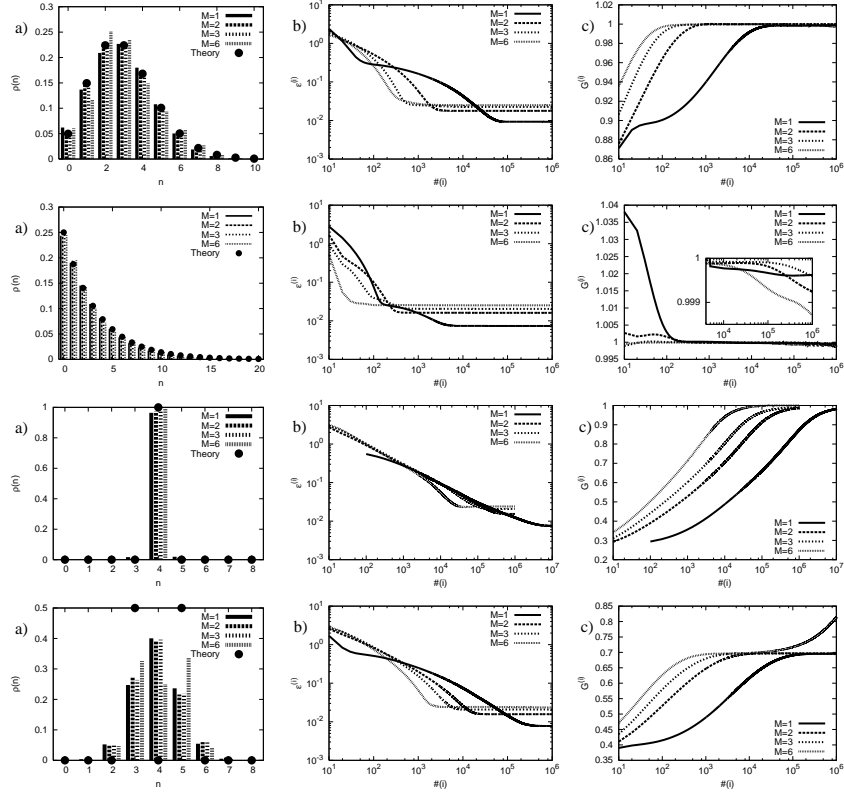 a)
ρ(n)
0.3
0.25
0.2
0.15
0.1
0.05
0
M=1
M=2
M=3
M=6
Theory
0 2 4 6 8 10
n
b)
ε^(i)
10^1
10^0
10^-1
10^-2
10^-3
M=1
M=2
M=3
M=6
10^1 10^2 10^3 10^4 10^5 10^6
#(i)
c)
G^(i)
1.02
1
0.98
0.96
0.94
0.92
0.90
0.88
0.86
M=1
M=2
M=3
M=6
10^1 10^2 10^3 10^4 10^5 10^6
#(i)
a)
ρ(n)
0.3
0.25
0.2
0.15
0.1
0.05
0
M=1
M=2
M=3
M=6
Theory
0 5 10 15 20
n
b)
ε^(i)
10^1
10^0
10^-1
10^-2
10^-3
M=1
M=2
M=3
M=6
10^1 10^2 10^3 10^4 10^5 10^6
#(i)
c)
G^(i)
1.04
1.035
1.03
1.025
1.02
1.015
1.01
1.005
1
0.995
M=1
M=2
M=3
M=6
1
0.999
10^4 10^5 10^6
10^1 10^2 10^3 10^4 10^5 10^6
#(i)
a)
ρ(n)
1
0.8
0.6
0.4
0.2
0
M=1
M=2
M=3
M=6
Theory
0 1 2 3 4 5 6 7 8
n
b)
ε^(i)
10^1
10^0
10^-1
10^-2
10^-3
M=1
M=2
M=3
M=6
10^1 10^2 10^3 10^4 10^5 10^6 10^7
#(i)
c)
G^(i)
1
0.9
0.8
0.7
0.6
0.5
0.4
0.3
0.2
M=1
M=2
M=3
M=6
10^1 10^2 10^3 10^4 10^5 10^6 10^7
#(i)
a)
ρ(n)
0.5
0.4
0.3
0.2
0.1
0
M=1
M=2
M=3
M=6
Theory
0 1 2 3 4 5 6 7 8
n
b)
ε^(i)
10^1
10^0
10^-1
10^-2
10^-3
M=1
M=2
M=3
M=6
10^1 10^2 10^3 10^4 10^5 10^6
#(i)
c)
G^(i)
0.85
0.8
0.75
0.7
0.65
0.6
0.55
0.5
0.45
0.4
0.35
M=1
M=2
M=3
M=6
10^1 10^2 10^3 10^4 10^5 10^6
#(i)